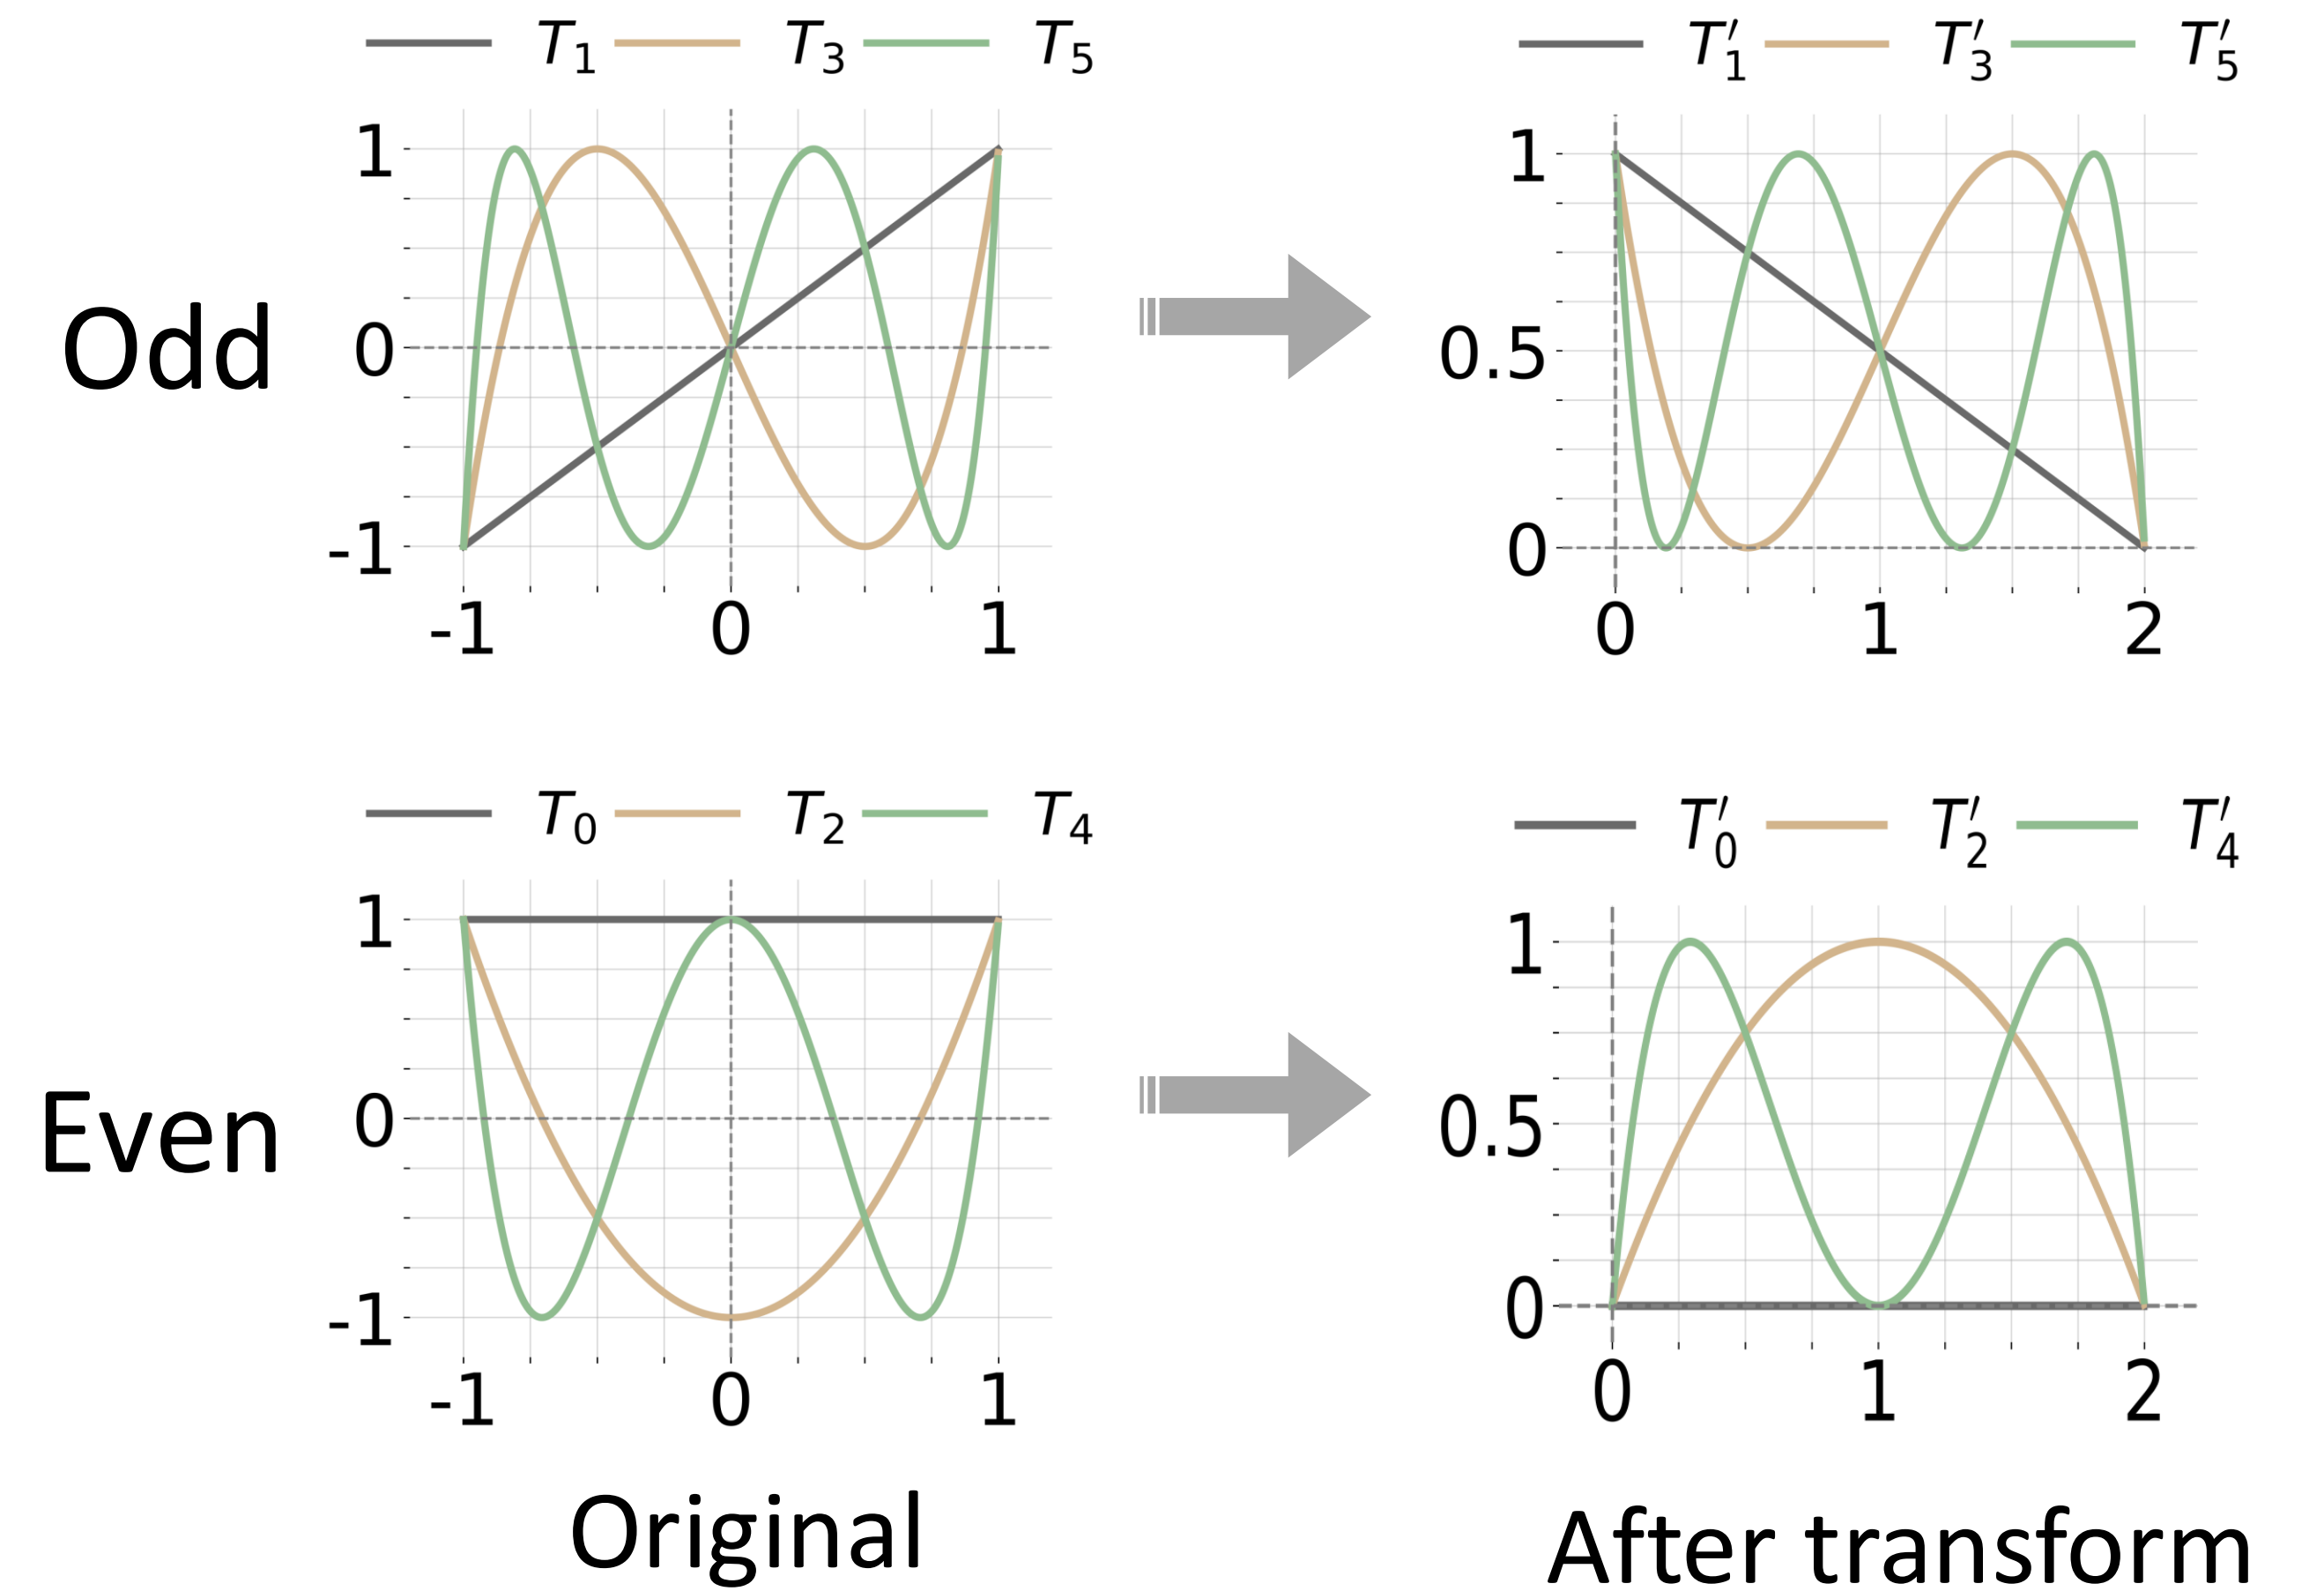 T₁ T₃ T₅
T′₁ T′₃ T′₅
Odd
1
0
-1
-1 0 1
1
0.5
0
0 1 2
T₀ T₂ T₄
T′₀ T′₂ T′₄
Even
1
0
-1
-1 0 1
1
0.5
0
0 1 2
Original
After transform